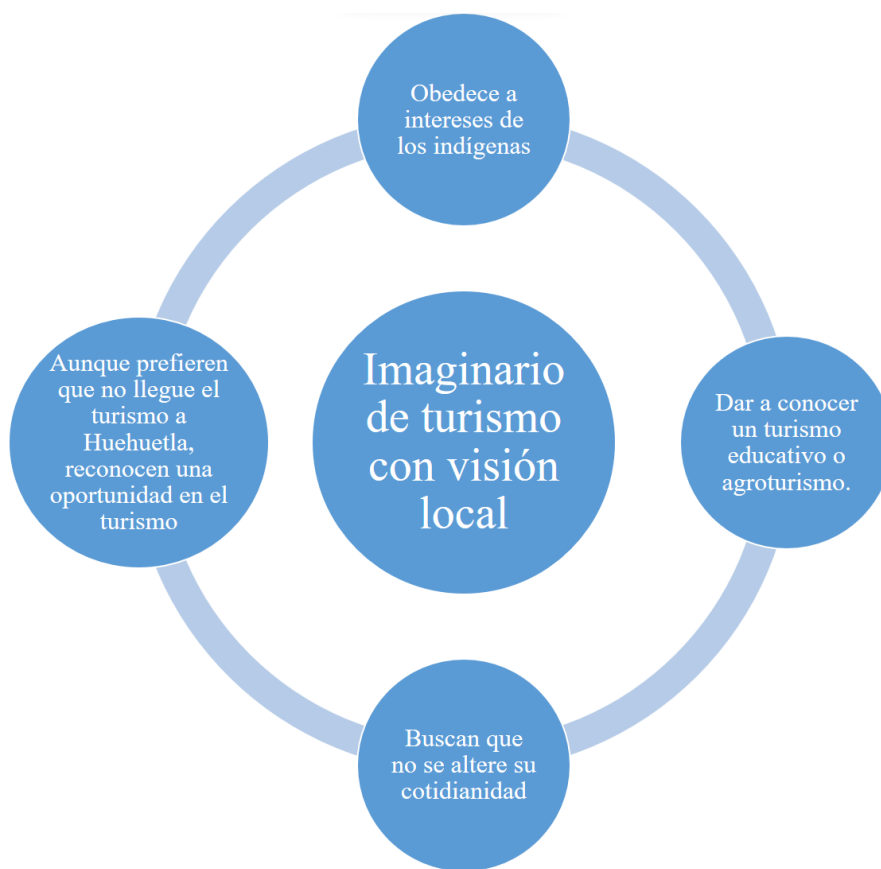 Obedece a
intereses de
los indígenas
Aunque prefieren
que no llegue el
turismo a
Huehuetla,
reconocen una
oportunidad en el
turismo
Imaginario
de turismo
con visión
local
Dar a conocer
un turismo
educativo o
agroturismo.
Buscan que
no se altere su
cotidianidad